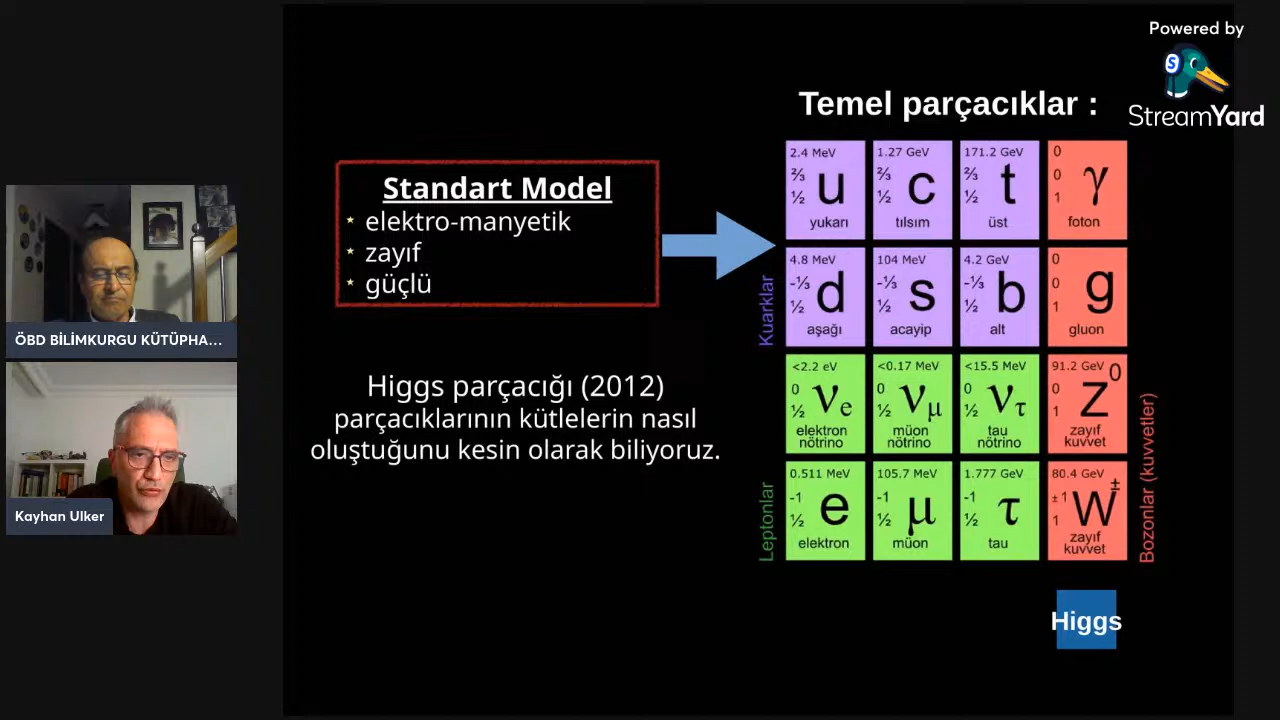 Powered by
StreamYard
Temel parçacıklar :
Standart Model
elektro-manyetik
zayıf
güçlü
Higgs parçacığı (2012)
parçacıklarının kütlelerin nasıl
oluştuğunu kesin olarak biliyoruz.
ÖBD BİLİMKURGU KÜTÜPHA...
Kayhan Ulker
Kuarklar
Leptonlar
2.4 MeV
⅔
½
u
yukarı
1.27 GeV
⅔
½
c
tılsım
171.2 GeV
⅔
½
t
üst
0
0
1
γ
foton
4.8 MeV
-⅓
½
d
aşağı
104 MeV
-⅓
½
s
acayip
4.2 GeV
-⅓
½
b
alt
0
0
1
g
gluon
<2.2 eV
0
½
νe
elektron
nötrino
<0.17 MeV
0
½
νμ
müon
nötrino
<15.5 MeV
0
½
ντ
tau
nötrino
91.2 GeV
0
1
Z0
zayıf
kuvvet
0.511 MeV
-1
½
e
elektron
105.7 MeV
-1
½
μ
müon
1.777 GeV
-1
½
τ
tau
80.4 GeV
±1
1
W±
zayıf
kuvvet
Bozonlar (kuvvetler)
Higgs